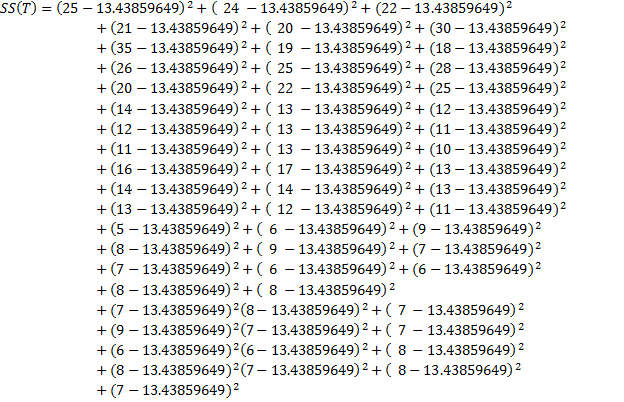 SS(T) = (25 − 13.43859649)² + ( 24 − 13.43859649)² + (22 − 13.43859649)²
+ (21 − 13.43859649)² + ( 20 − 13.43859649)² + (30 − 13.43859649)²
+ (35 − 13.43859649)² + ( 19 − 13.43859649)² + (18 − 13.43859649)²
+ (26 − 13.43859649)² + ( 25 − 13.43859649)² + (28 − 13.43859649)²
+ (20 − 13.43859649)² + ( 22 − 13.43859649)² + (25 − 13.43859649)²
+ (14 − 13.43859649)² + ( 13 − 13.43859649)² + (12 − 13.43859649)²
+ (12 − 13.43859649)² + ( 13 − 13.43859649)² + (11 − 13.43859649)²
+ (11 − 13.43859649)² + ( 13 − 13.43859649)² + (10 − 13.43859649)²
+ (16 − 13.43859649)² + ( 17 − 13.43859649)² + (13 − 13.43859649)²
+ (14 − 13.43859649)² + ( 14 − 13.43859649)² + (13 − 13.43859649)²
+ (13 − 13.43859649)² + ( 12 − 13.43859649)² + (11 − 13.43859649)²
+ (5 − 13.43859649)² + ( 6 − 13.43859649)² + (9 − 13.43859649)²
+ (8 − 13.43859649)² + ( 9 − 13.43859649)² + (7 − 13.43859649)²
+ (7 − 13.43859649)² + ( 6 − 13.43859649)² + (6 − 13.43859649)²
+ (8 − 13.43859649)² + ( 8 − 13.43859649)²
+ (7 − 13.43859649)²(8 − 13.43859649)² + ( 7 − 13.43859649)²
+ (9 − 13.43859649)²(7 − 13.43859649)² + ( 7 − 13.43859649)²
+ (6 − 13.43859649)²(6 − 13.43859649)² + ( 8 − 13.43859649)²
+ (8 − 13.43859649)²(7 − 13.43859649)² + ( 8 − 13.43859649)²
+ (7 − 13.43859649)²